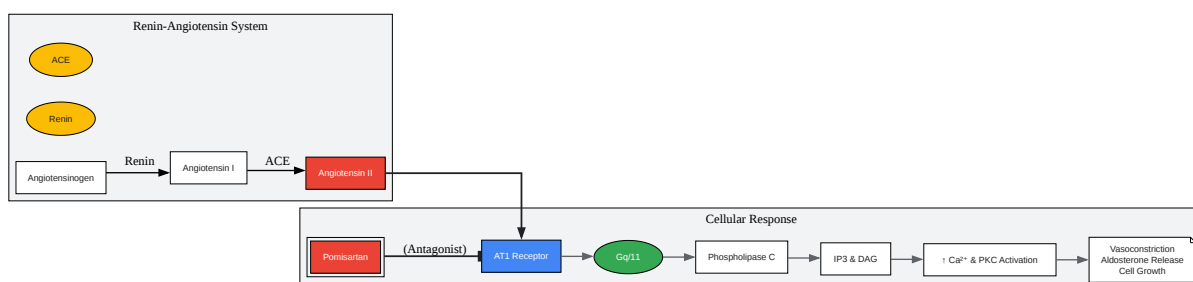 Renin-Angiotensin System
ACE
Renin
Angiotensinogen
Renin
Angiotensin I
ACE
Angiotensin II
Cellular Response
Pomisartan
(Antagonist)
AT1 Receptor
Gq/11
Phospholipase C
IP3 & DAG
↑ Ca²⁺ & PKC Activation
Vasoconstriction
Aldosterone Release
Cell Growth